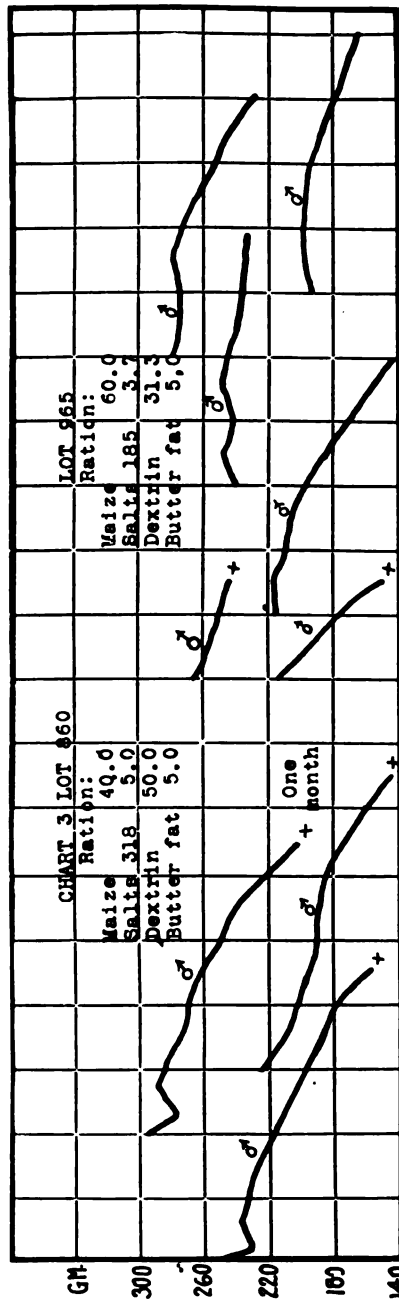 CHART 3 LOT 860
Ration:
Maize 40.0
Salts 318 5.0
Dextrin 50.0
Butter fat 5.0
LOT 965
Ration:
Maize 60.0
Salts 185 3.7
Dextrin 31.3
Butter fat 5.0
One
month
GM.
300
260
220
180
140
♂
♂
♂
♂
♂
♂
♂
♂
♂
+
+
+
+
+